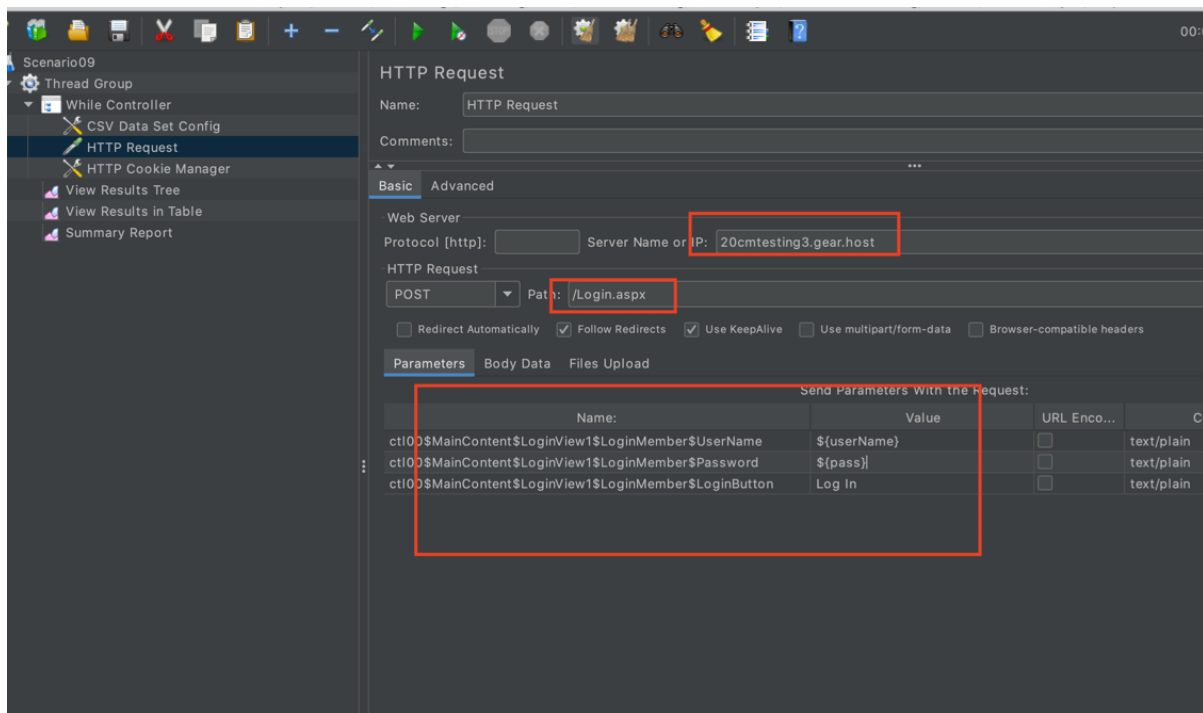 00:
Scenario09
Thread Group
While Controller
CSV Data Set Config
HTTP Request
HTTP Cookie Manager
View Results Tree
View Results in Table
Summary Report
HTTP Request
Name: HTTP Request
Comments:
Basic Advanced
Web Server
Protocol [http]: Server Name or IP: 20cmtesting3.gear.host
HTTP Request
POST Path: /Login.aspx
Redirect Automatically Follow Redirects Use KeepAlive Use multipart/form-data Browser-compatible headers
Parameters Body Data Files Upload
Send Parameters With the Request:
Name: Value URL Enco... C
ctl00$MainContent$LoginView1$LoginMember$UserName ${userName} text/plain
ctl00$MainContent$LoginView1$LoginMember$Password ${pass} text/plain
ctl00$MainContent$LoginView1$LoginMember$LoginButton Log In text/plain